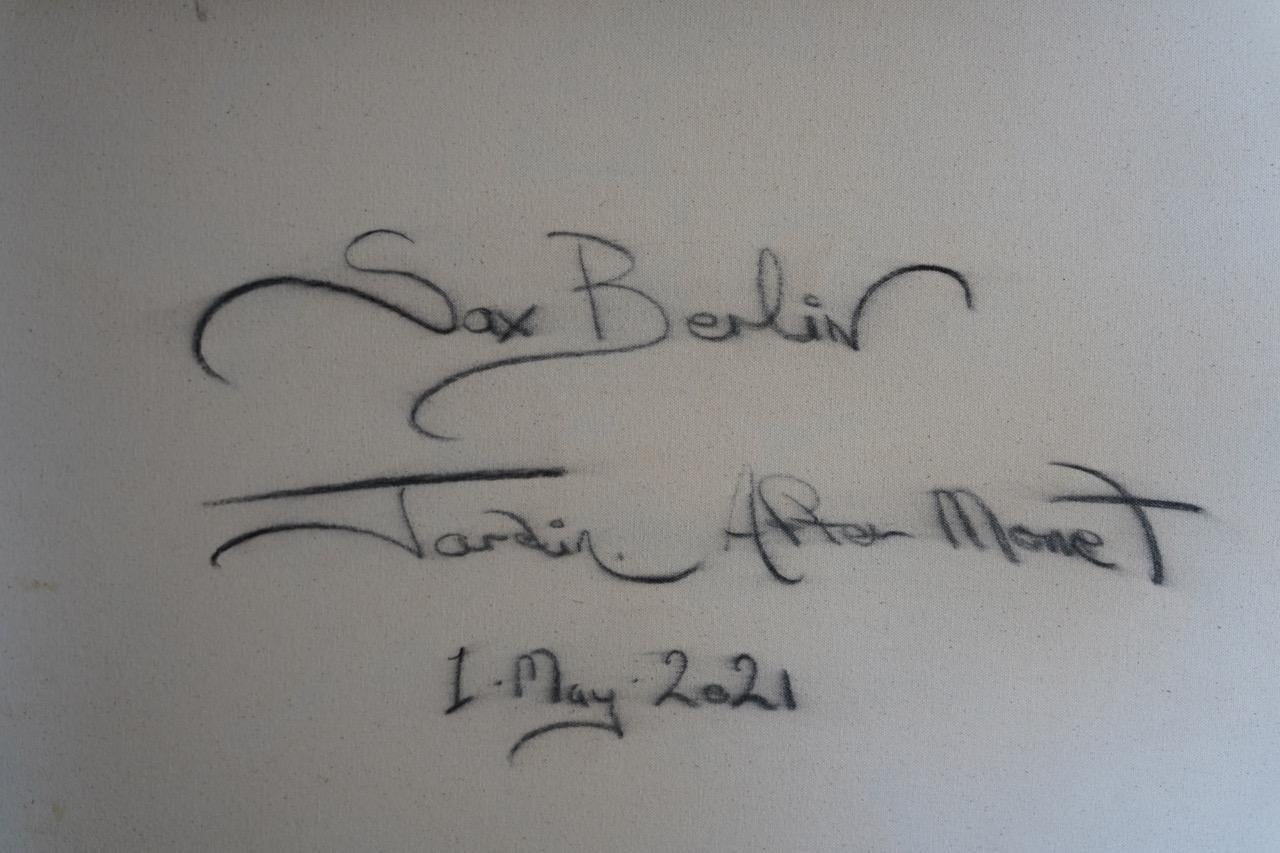 Sax Berlin
Jardin. After Monet
1·May·2021